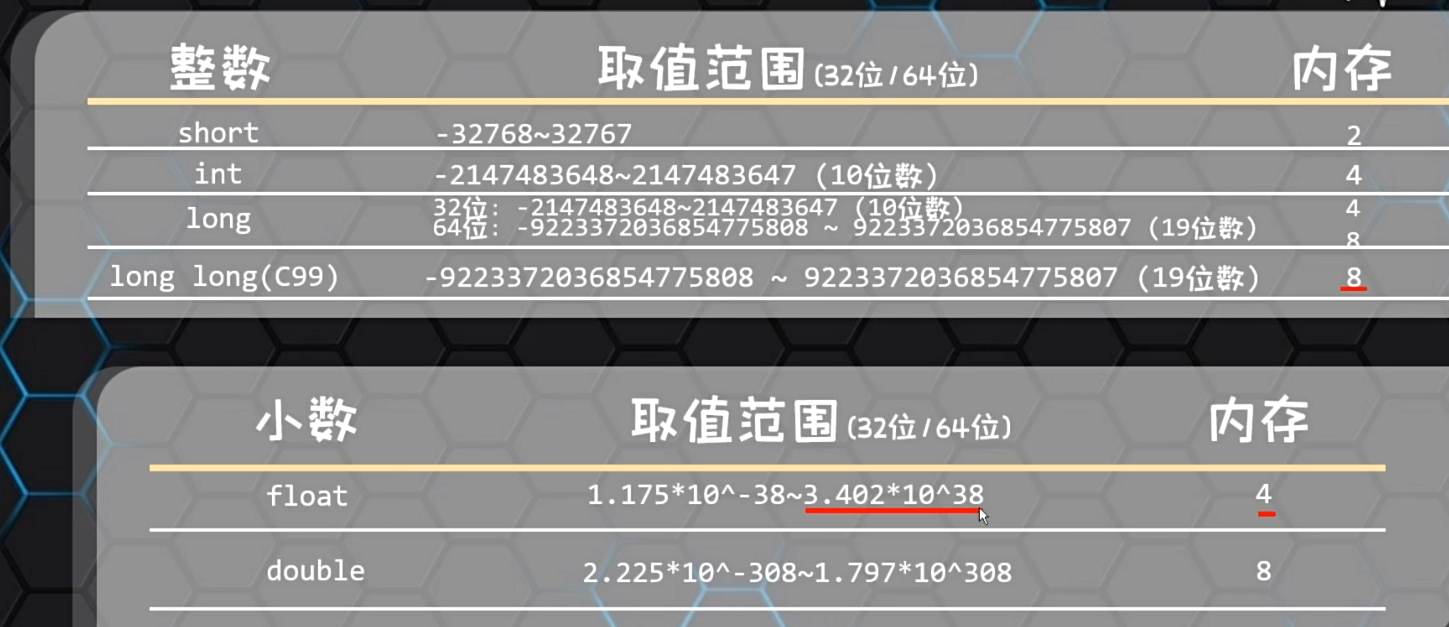 整数 取值范围(32位/64位) 内存
short -32768~32767 2
int -2147483648~2147483647 (10位数) 4
long 32位: -2147483648~2147483647 (10位数) 4
64位: -9223372036854775808 ~ 9223372036854775807 (19位数) 8
long long(C99) -9223372036854775808 ~ 9223372036854775807 (19位数) 8
小数 取值范围(32位/64位) 内存
float 1.175*10^-38~3.402*10^38 4
double 2.225*10^-308~1.797*10^308 8